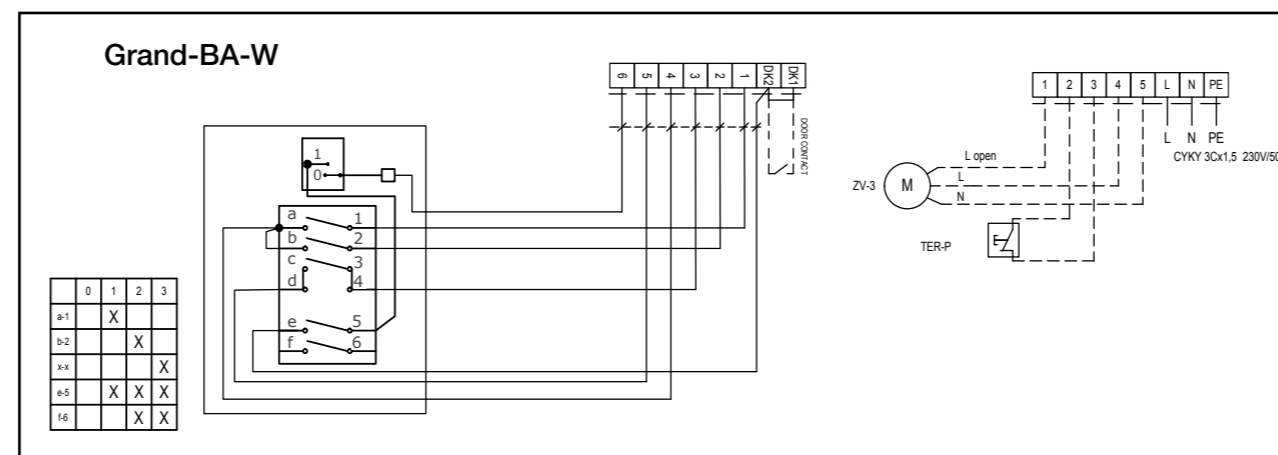 Grand-BA-W
6 5 4 3 2 1 DK2 DK1
DOOR CONTACT
1
0
a 1
b 2
c 3
d 4
e 5
f 6
0 1 2 3
a-1 X
b-2 X
x-x X
e-5 X X X
f-6 X X
1 2 3 4 5 L N PE
L N PE
CYKY 3Cx1,5 230V/50
L open
L
N
ZV-3
M
TER-P
E